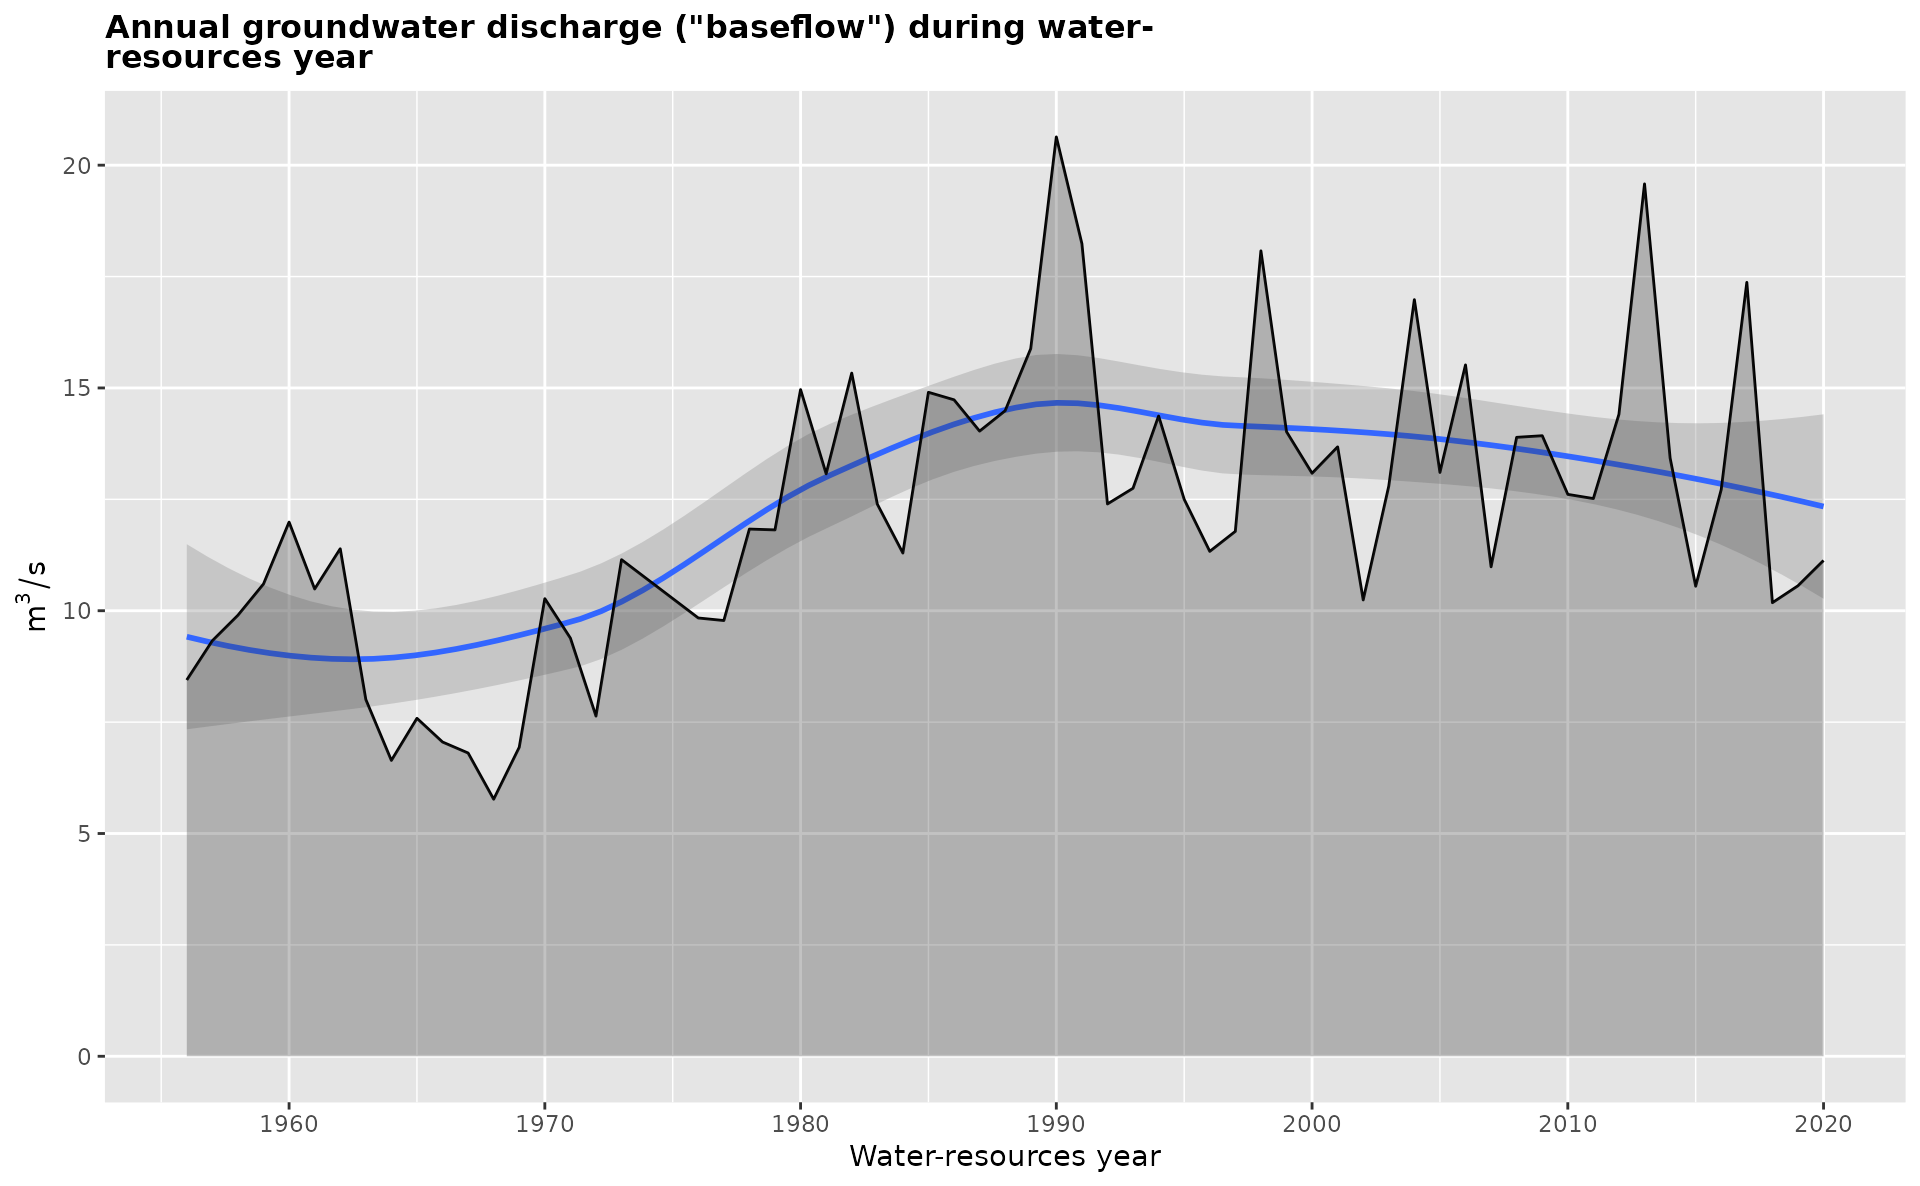 Annual groundwater discharge ("baseflow") during water-
resources year
20
15
10
5
0
m³/s
1960 1970 1980 1990 2000 2010 2020
Water-resources year